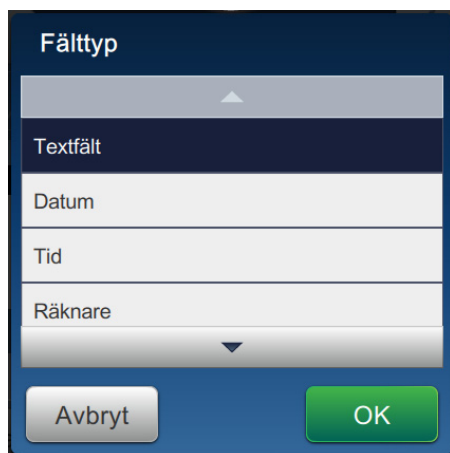 Fälttyp
Textfält
Datum
Tid
Räknare
Avbryt
OK